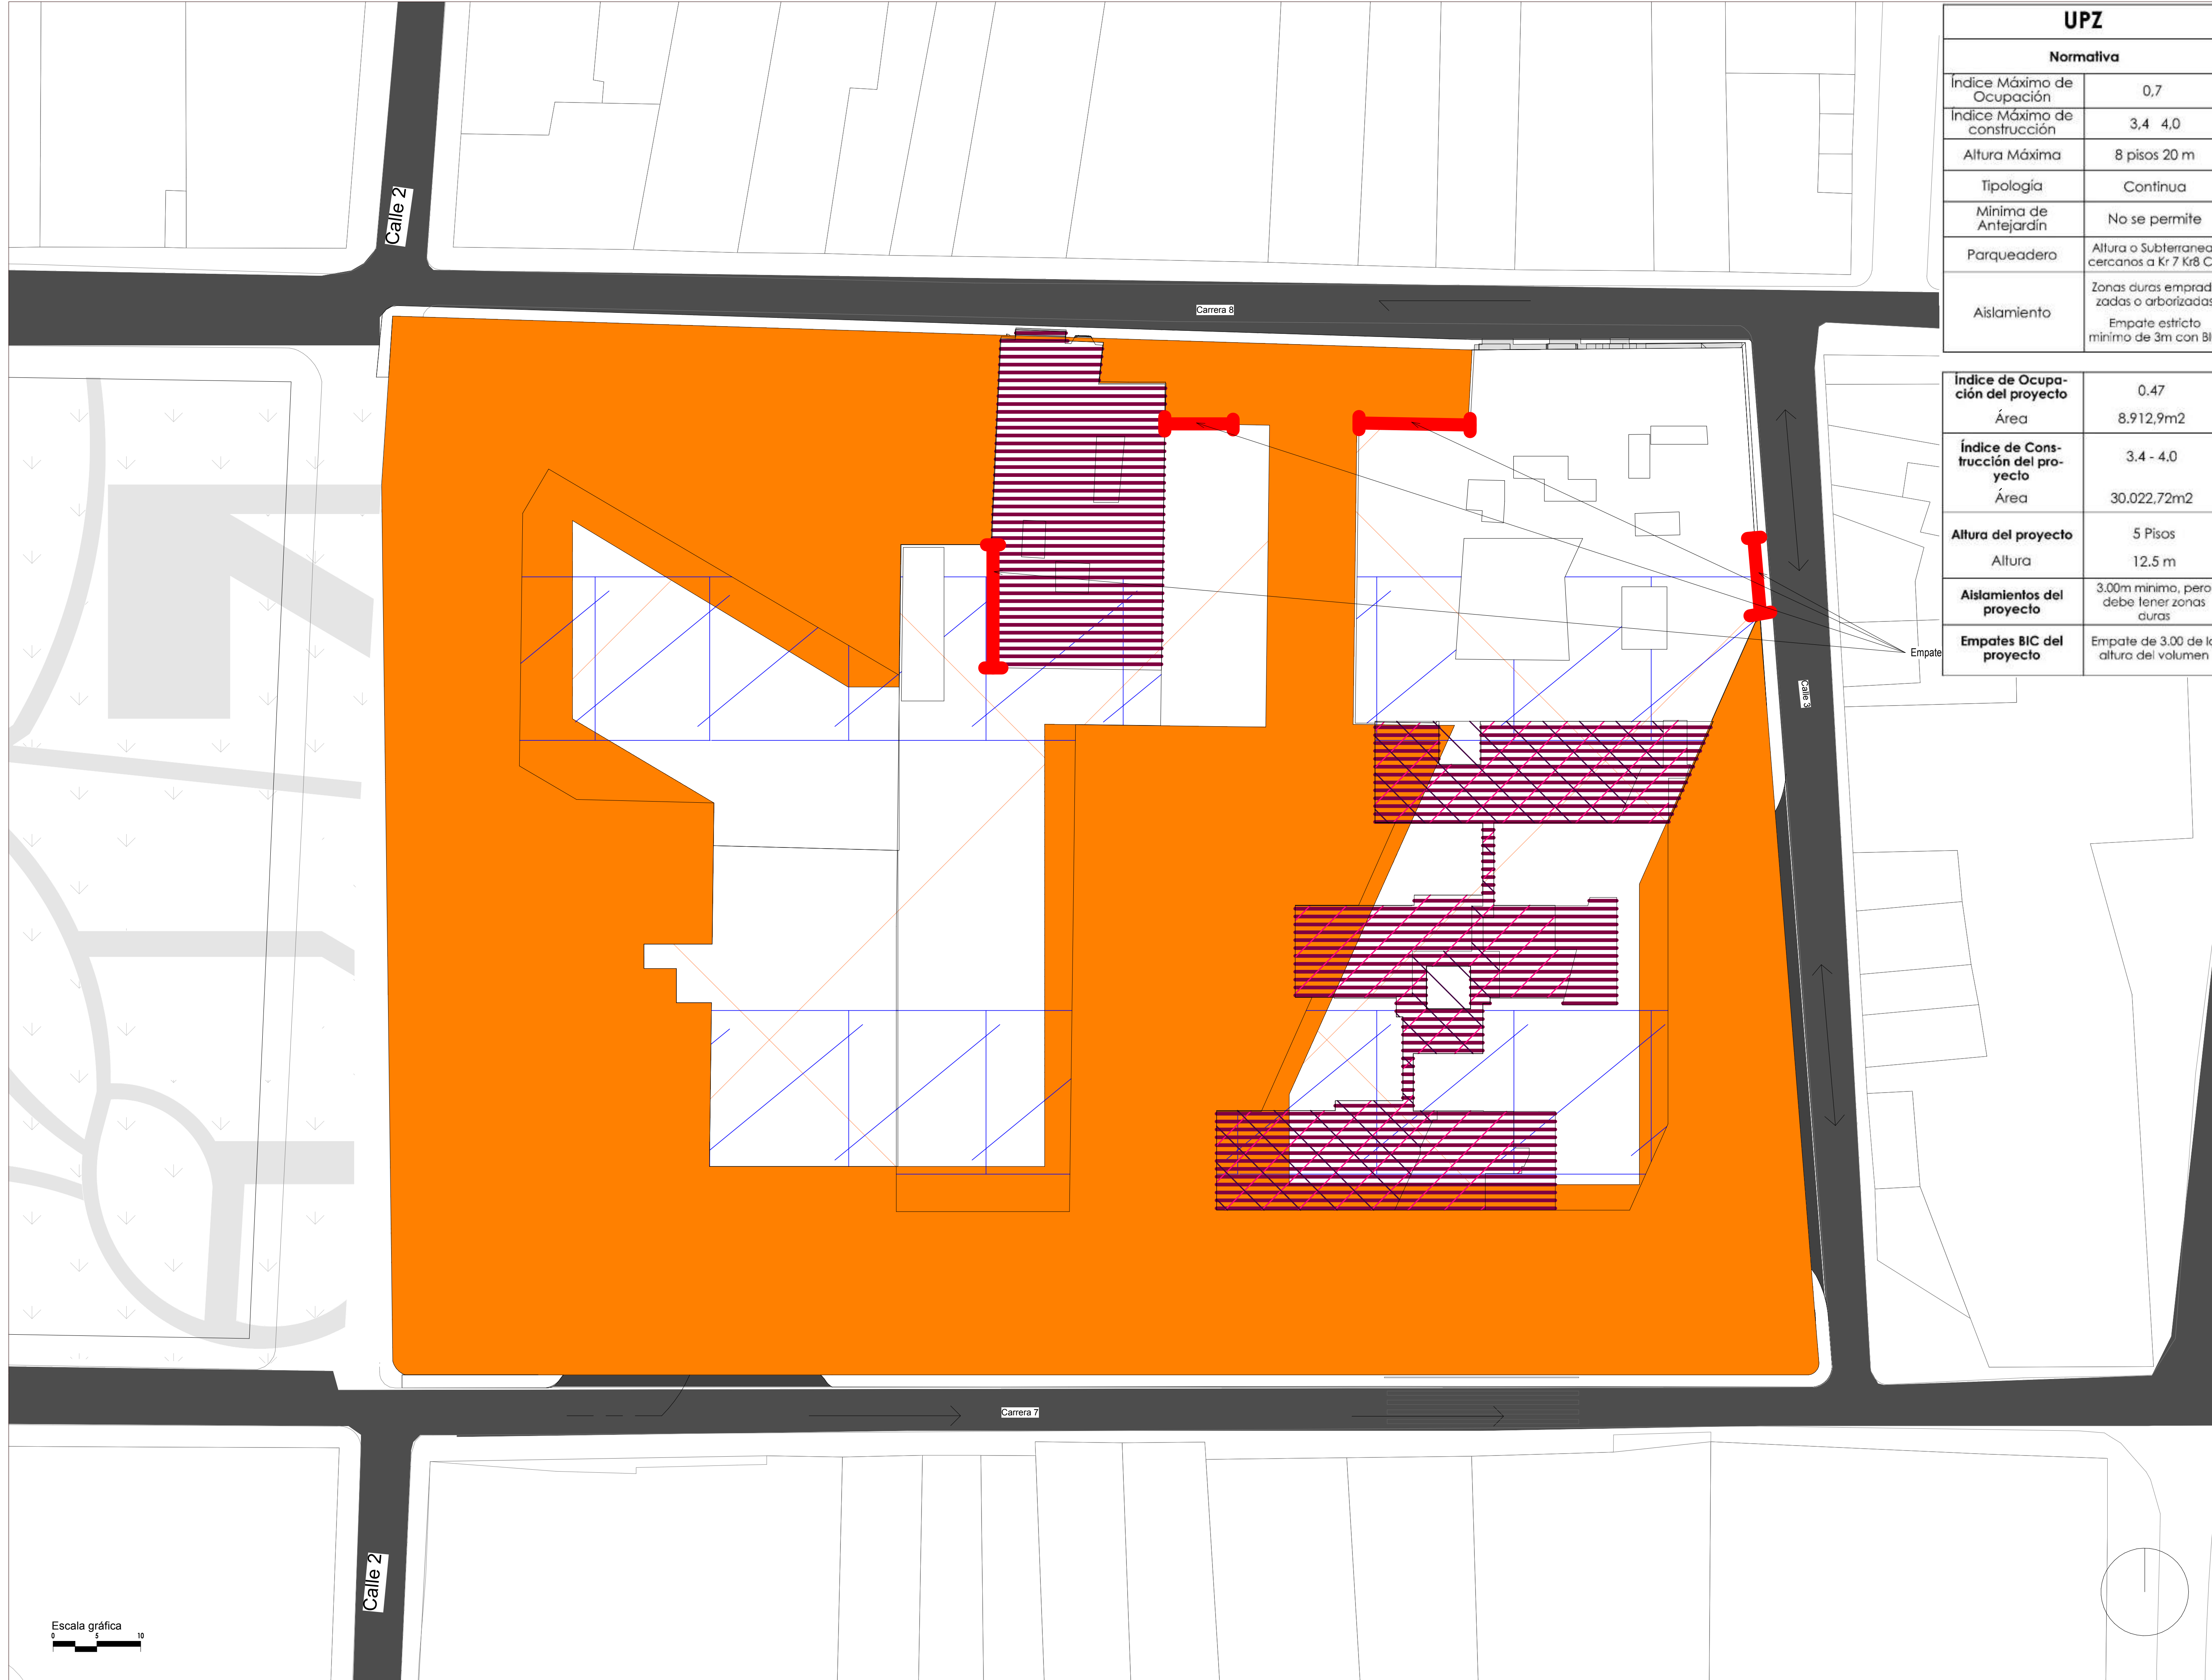 UPZ
Normativa
Índice Máximo de
Ocupación
0,7
Índice Máximo de
construcción
3,4 4,0
Altura Máxima
8 pisos 20 m
Tipología
Continua
Minima de
Antejardín
No se permite
Parqueadero
Altura o Subterranea
cercanos a Kr 7 Kr8 C
Aislamiento
Zonas duras emprad
zadas o arborizadas
Empate estricto
minimo de 3m con BI
Índice de Ocupa-
ción del proyecto
0.47
Área
8.912,9m2
Índice de Cons-
trucción del pro-
yecto
3.4 - 4.0
Área
30.022,72m2
Altura del proyecto
5 Pisos
Altura
12.5 m
Aislamientos del
proyecto
3.00m minimo, pero
debe tener zonas
duras
Empates BIC del
proyecto
Empate de 3.00 de la
altura del volumen
Calle 2
Carrera 8
Empate
Calle 3
Carrera 7
Calle 2
Escala gráfica
0 5 10